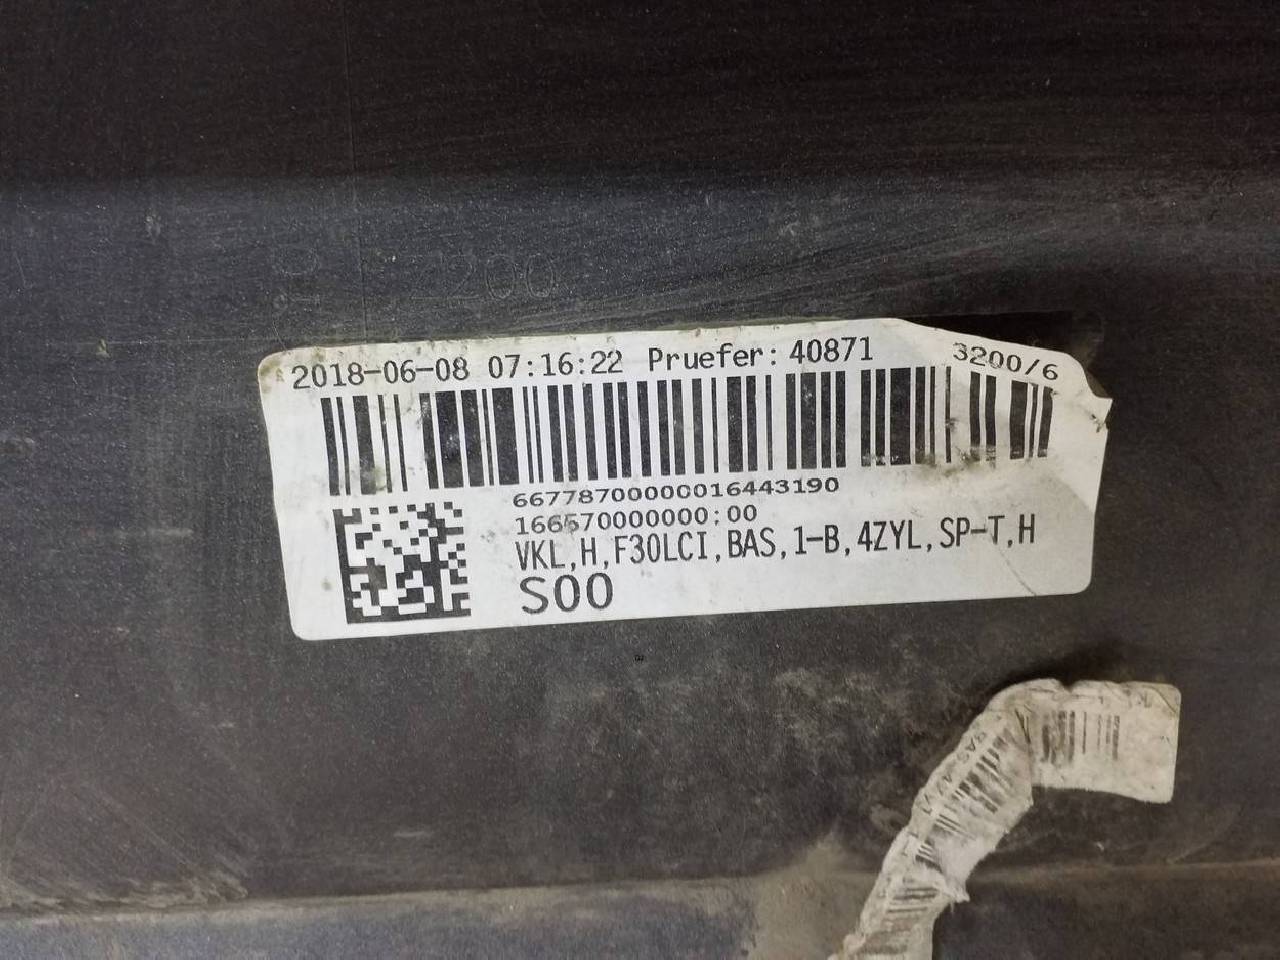 2200
2018-06-08 07:16:22 Pruefer: 40871 3200/6
66778700000016443190
166570000000:00
VKL,H,F30LCI,BAS,1-B,4ZYL,SP-T,H
S00